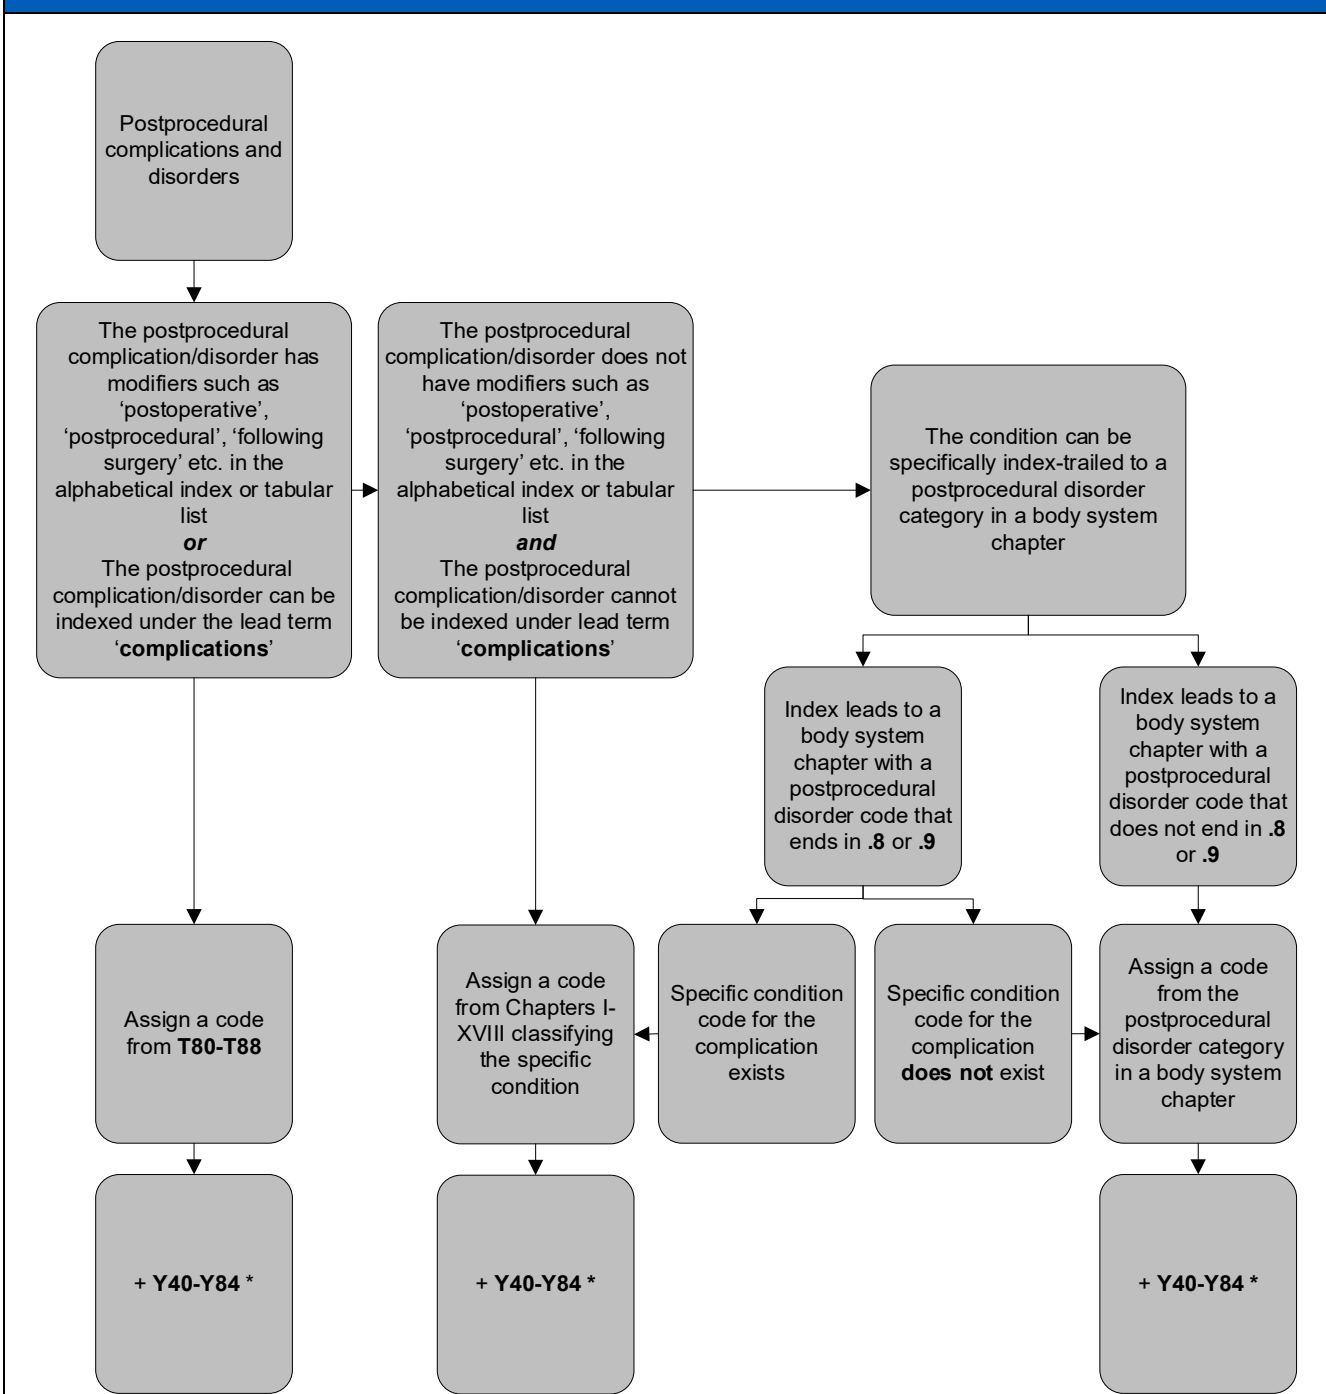 Postprocedural
complications and
disorders
The postprocedural
complication/disorder has
modifiers such as
‘postoperative’,
‘postprocedural’, ‘following
surgery’ etc. in the
alphabetical index or tabular
list
or
The postprocedural
complication/disorder can be
indexed under the lead term
‘complications’
The postprocedural
complication/disorder does not
have modifiers such as
‘postoperative’,
‘postprocedural’, ‘following
surgery’ etc. in the
alphabetical index or tabular
list
and
The postprocedural
complication/disorder cannot
be indexed under lead term
‘complications’
The condition can be
specifically index-trailed to a
postprocedural disorder
category in a body system
chapter
Index leads to a
body system
chapter with a
postprocedural
disorder code that
ends in .8 or .9
Index leads to a
body system
chapter with a
postprocedural
disorder code that
does not end in .8
or .9
Assign a code
from T80-T88
Assign a code
from Chapters I-
XVIII classifying
the specific
condition
Specific condition
code for the
complication
exists
Specific condition
code for the
complication
does not exist
Assign a code
from the
postprocedural
disorder category
in a body system
chapter
+ Y40-Y84 *
+ Y40-Y84 *
+ Y40-Y84 *